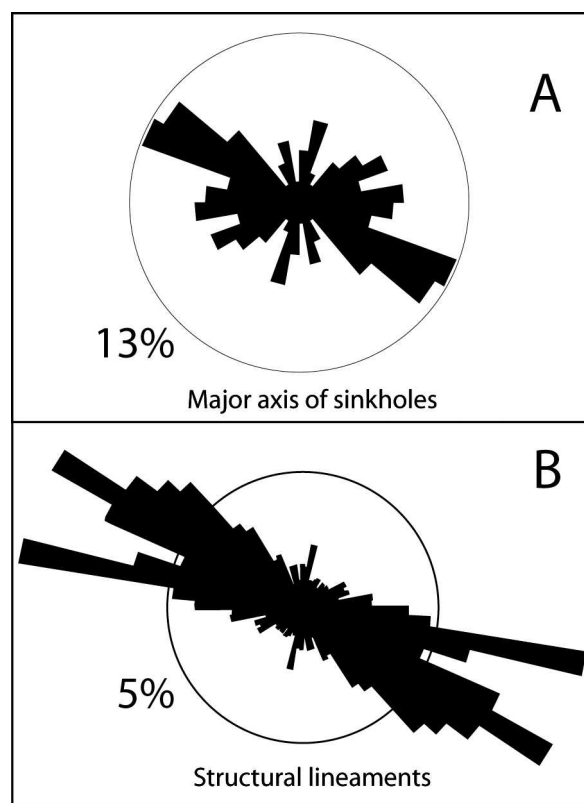 A
13%
Major axis of sinkholes
B
5%
Structural lineaments